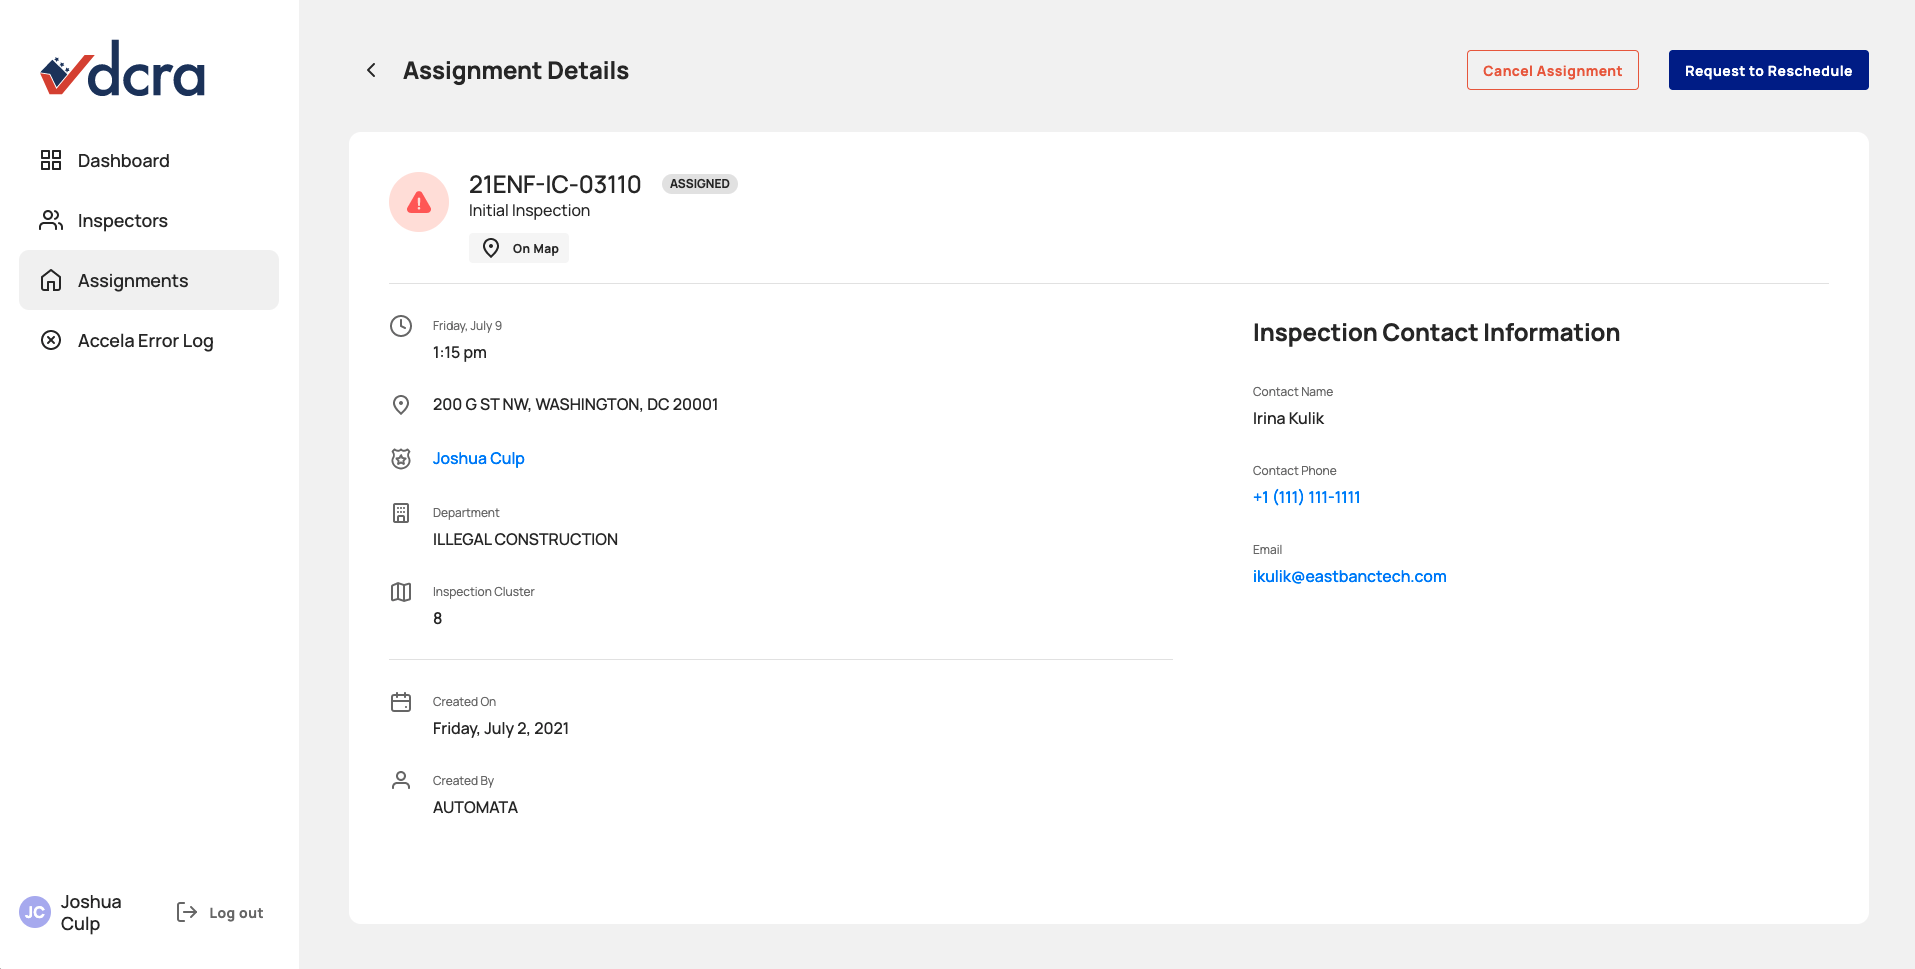 dcra
Dashboard
Inspectors
Assignments
Accela Error Log
JC
Joshua
Culp
Log out
Assignment Details
Cancel Assignment
Request to Reschedule
21ENF-IC-03110
ASSIGNED
Initial Inspection
On Map
Friday, July 9
1:15 pm
200 G ST NW, WASHINGTON, DC 20001
Joshua Culp
Department
ILLEGAL CONSTRUCTION
Inspection Cluster
8
Created On
Friday, July 2, 2021
Created By
AUTOMATA
Inspection Contact Information
Contact Name
Irina Kulik
Contact Phone
+1 (111) 111-1111
Email
ikulik@eastbanctech.com